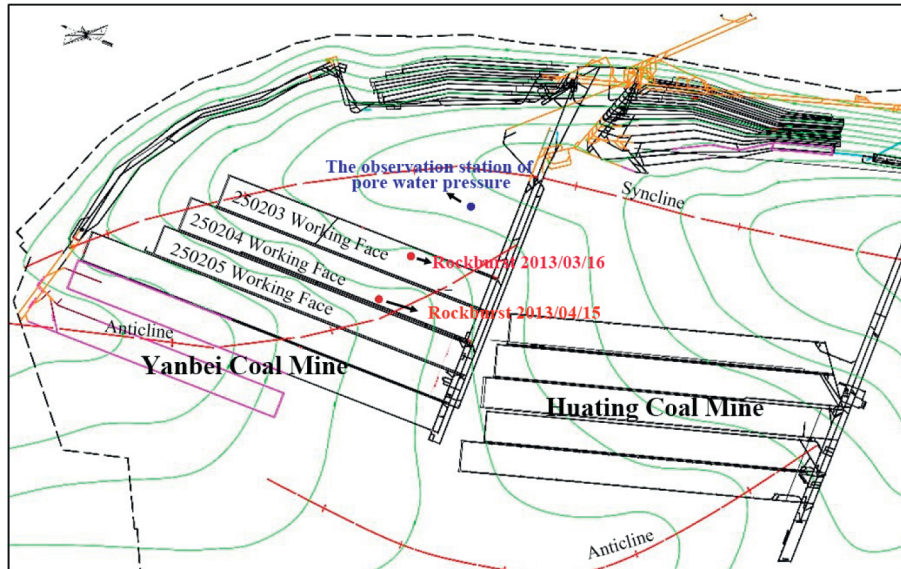 The observation station of
pore water pressure
Syncline
250203 Working Face
250204 Working Face
250205 Working Face
Rockburst 2013/03/16
Rockburst 2013/04/15
Anticline
Yanbei Coal Mine
Huating Coal Mine
Anticline